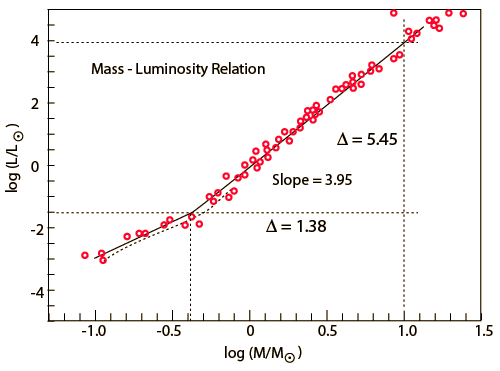 Mass - Luminosity Relation
log (L/L☉)
4
2
0
-2
-4
Δ = 5.45
Slope = 3.95
Δ = 1.38
-1.0 -0.5 0 0.5 1.0 1.5
log (M/M☉)